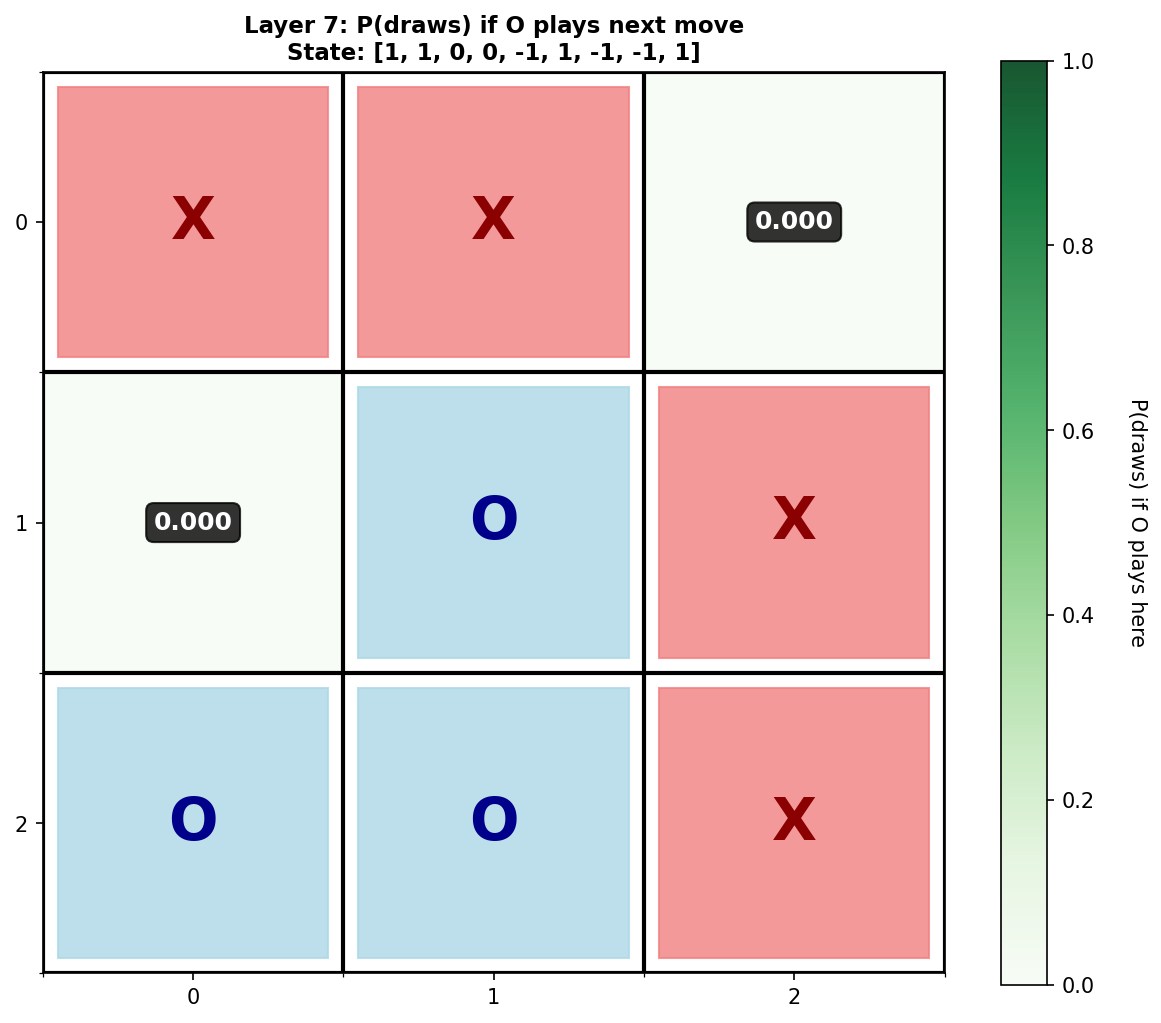 Layer 7: P(draws) if O plays next move
State: [1, 1, 0, 0, -1, 1, -1, -1, 1]
X
X
0.000
0.000
O
X
O
O
X
0
1
2
0
1
2
1.0
0.8
0.6
0.4
0.2
0.0
P(draws) if O plays here